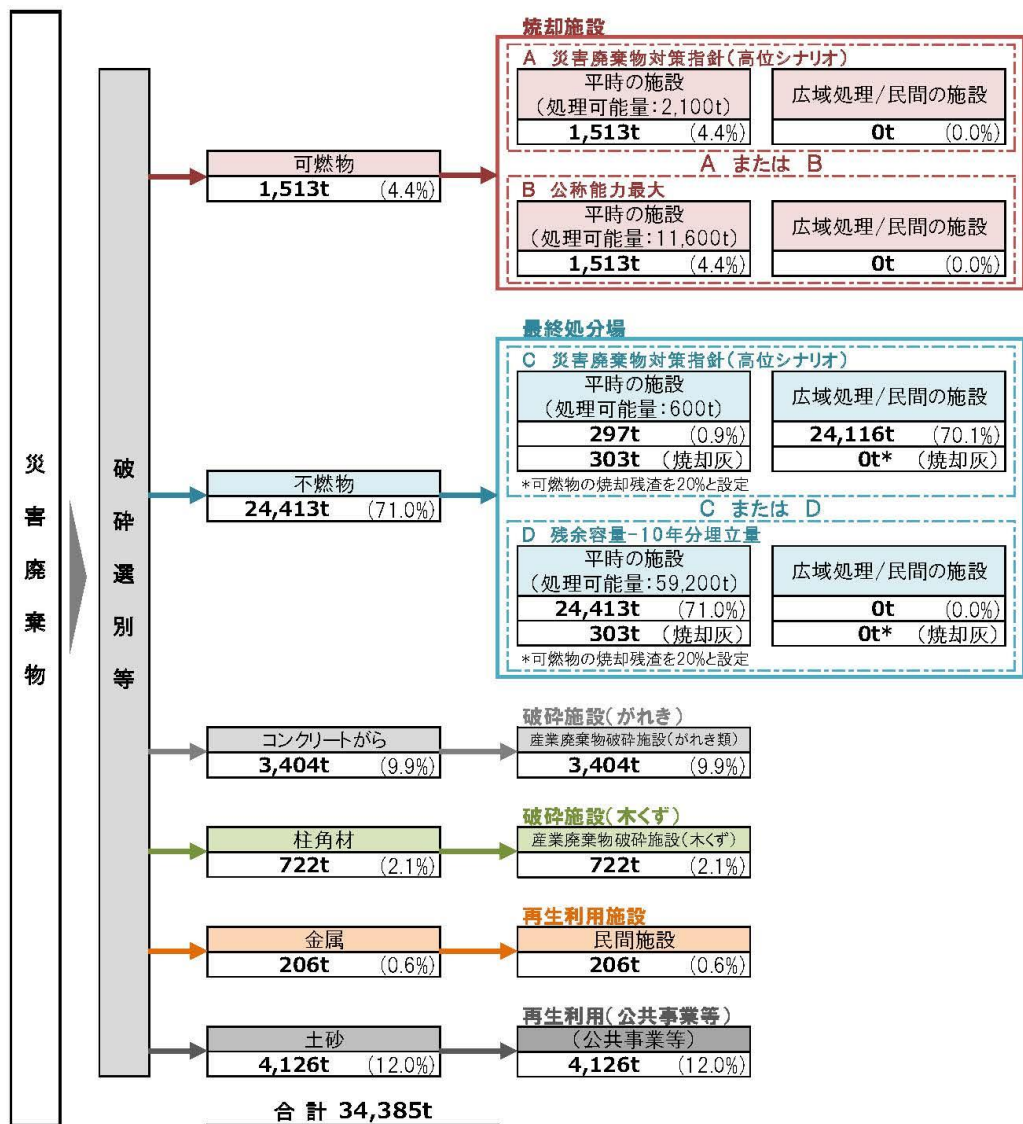 災害廃棄物
破砕選別等
焼却施設
A 災害廃棄物対策指針(高位シナリオ)
平時の施設
(処理可能量:2,100t)
1,513t (4.4%)
広域処理/民間の施設
0t (0.0%)
A または B
可燃物
1,513t (4.4%)
B 公称能力最大
平時の施設
(処理可能量:11,600t)
1,513t (4.4%)
広域処理/民間の施設
0t (0.0%)
最終処分場
C 災害廃棄物対策指針(高位シナリオ)
平時の施設
(処理可能量:600t)
297t (0.9%)
303t (焼却灰)
広域処理/民間の施設
24,116t (70.1%)
0t* (焼却灰)
*可燃物の焼却残渣を20%と設定
不燃物
24,413t (71.0%)
C または D
D 残余容量-10年分埋立量
平時の施設
(処理可能量:59,200t)
24,413t (71.0%)
303t (焼却灰)
広域処理/民間の施設
0t (0.0%)
0t* (焼却灰)
*可燃物の焼却残渣を20%と設定
破砕施設(がれき)
コンクリートがら
3,404t (9.9%)
産業廃棄物破砕施設(がれき類)
3,404t (9.9%)
破砕施設(木くず)
柱角材
722t (2.1%)
産業廃棄物破砕施設(木くず)
722t (2.1%)
再生利用施設
金属
206t (0.6%)
民間施設
206t (0.6%)
再生利用(公共事業等)
土砂
4,126t (12.0%)
(公共事業等)
4,126t (12.0%)
合計 34,385t